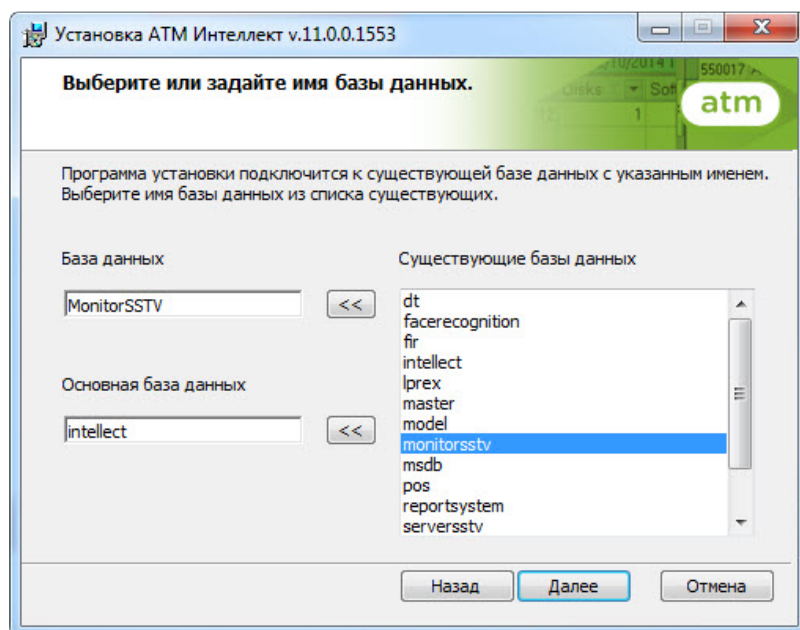 Установка АТМ Интеллект v.11.0.0.1553
Выберите или задайте имя базы данных.
atm
Программа установки подключится к существующей базе данных с указанным именем.
Выберите имя базы данных из списка существующих.
База данных
Существующие базы данных
MonitorSSTV
<<
Основная база данных
intellect
<<
dt
facerecognition
fir
intellect
lprex
master
model
monitorsstv
msdb
pos
reportsystem
serversstv
Назад
Далее
Отмена